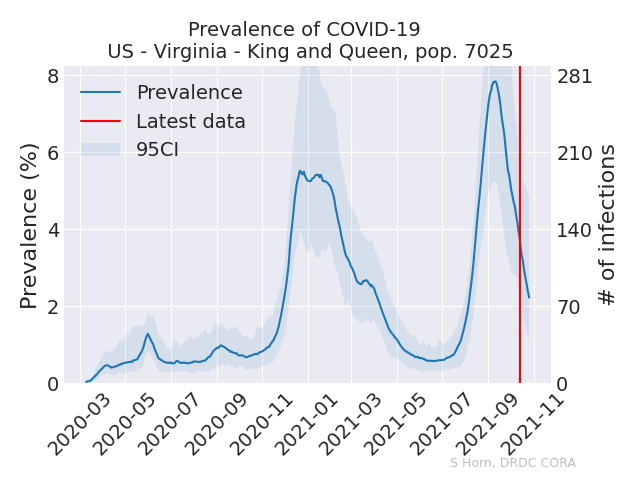 Prevalence of COVID-19
US - Virginia - King and Queen, pop. 7025
Prevalence
Latest data
95CI
Prevalence (%)
8
6
4
2
0
281
210
140
70
0
# of infections
2020-03
2020-05
2020-07
2020-09
2020-11
2021-01
2021-03
2021-05
2021-07
2021-09
2021-11
S Horn, DRDC CORA